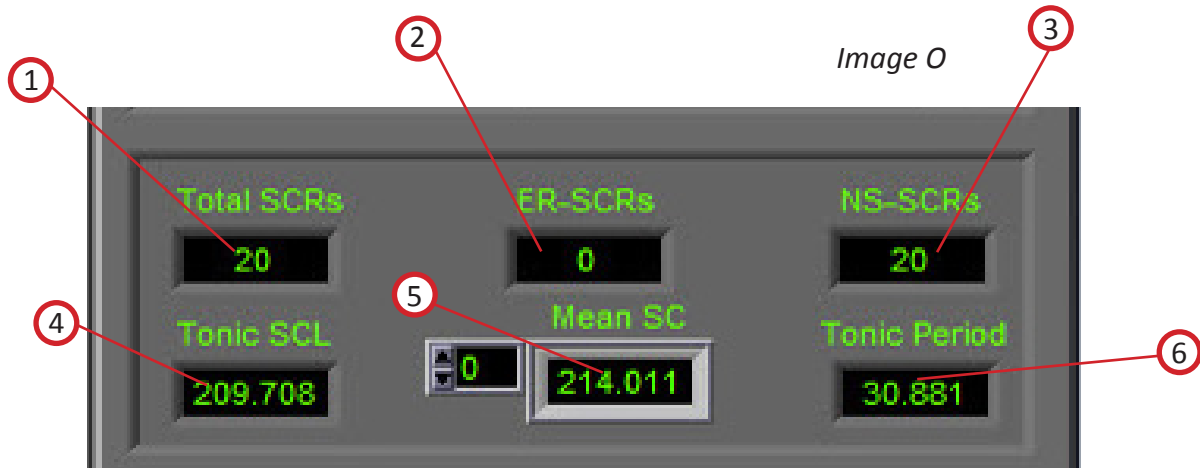 3
2
Image O
1
Total SCRs ER-SCRs NS-SCRs
20 0 20
5
4
Mean SC
Tonic SCL Tonic Period
6
0 214.011
209.708 30.881